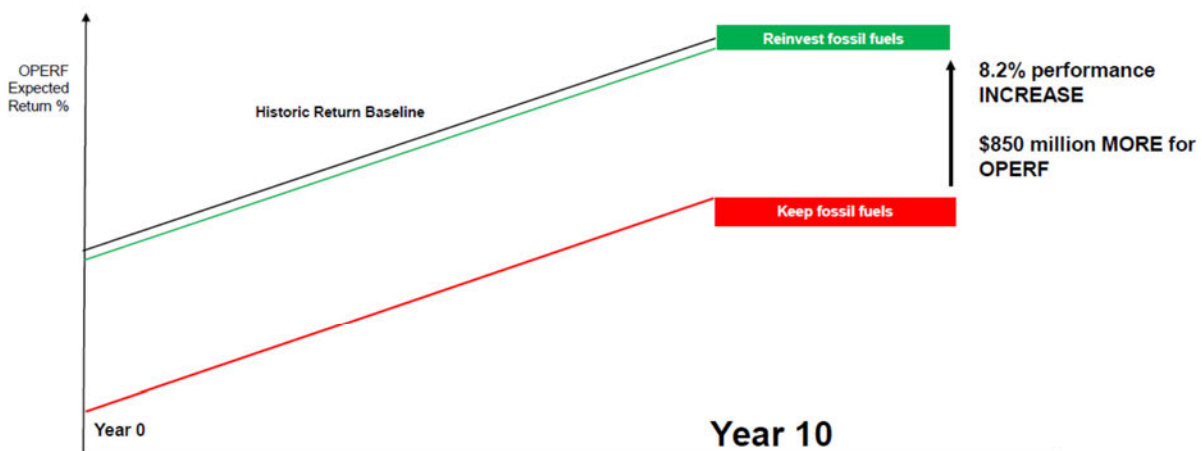 OPERF
Expected
Return %
Historic Return Baseline
Reinvest fossil fuels
8.2% performance
INCREASE
$850 million MORE for
OPERF
Keep fossil fuels
Year 0
Year 10